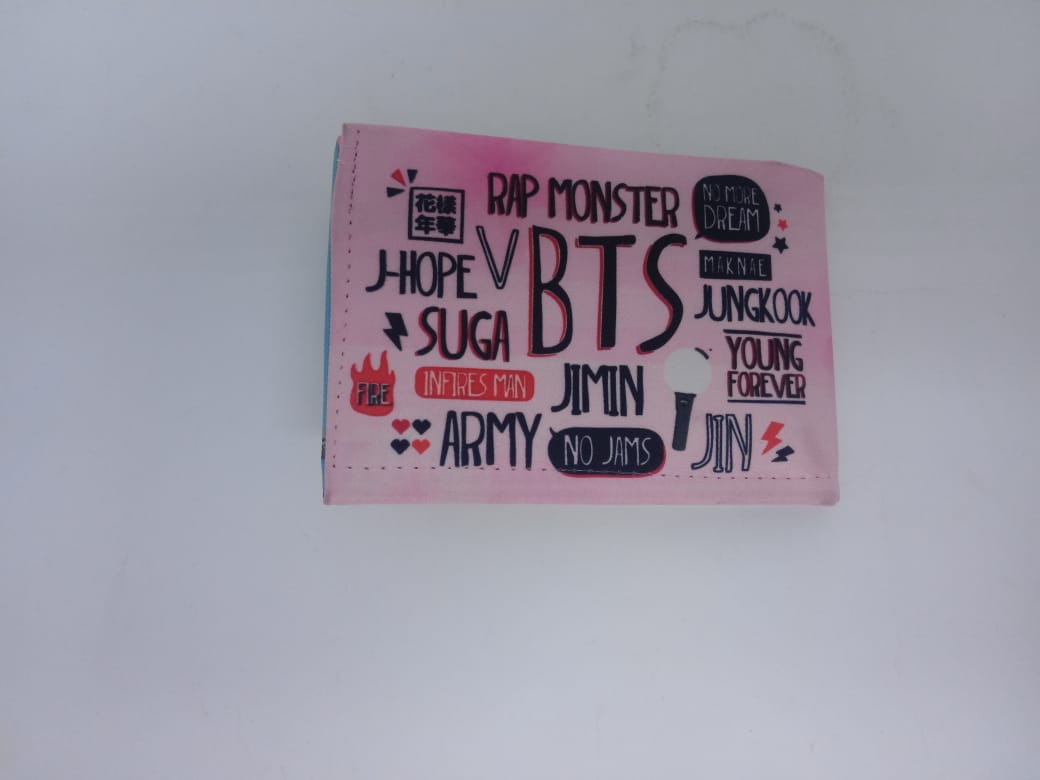 花樣
年華
RAP MONSTER
NO MORE
DREAM
J-HOPE
V
BTS
MAKNAE
JUNGKOOK
SUGA
YOUNG
FOREVER
FIRE
INFIRES MAN
JIMIN
ARMY
NO JAMS
JIN